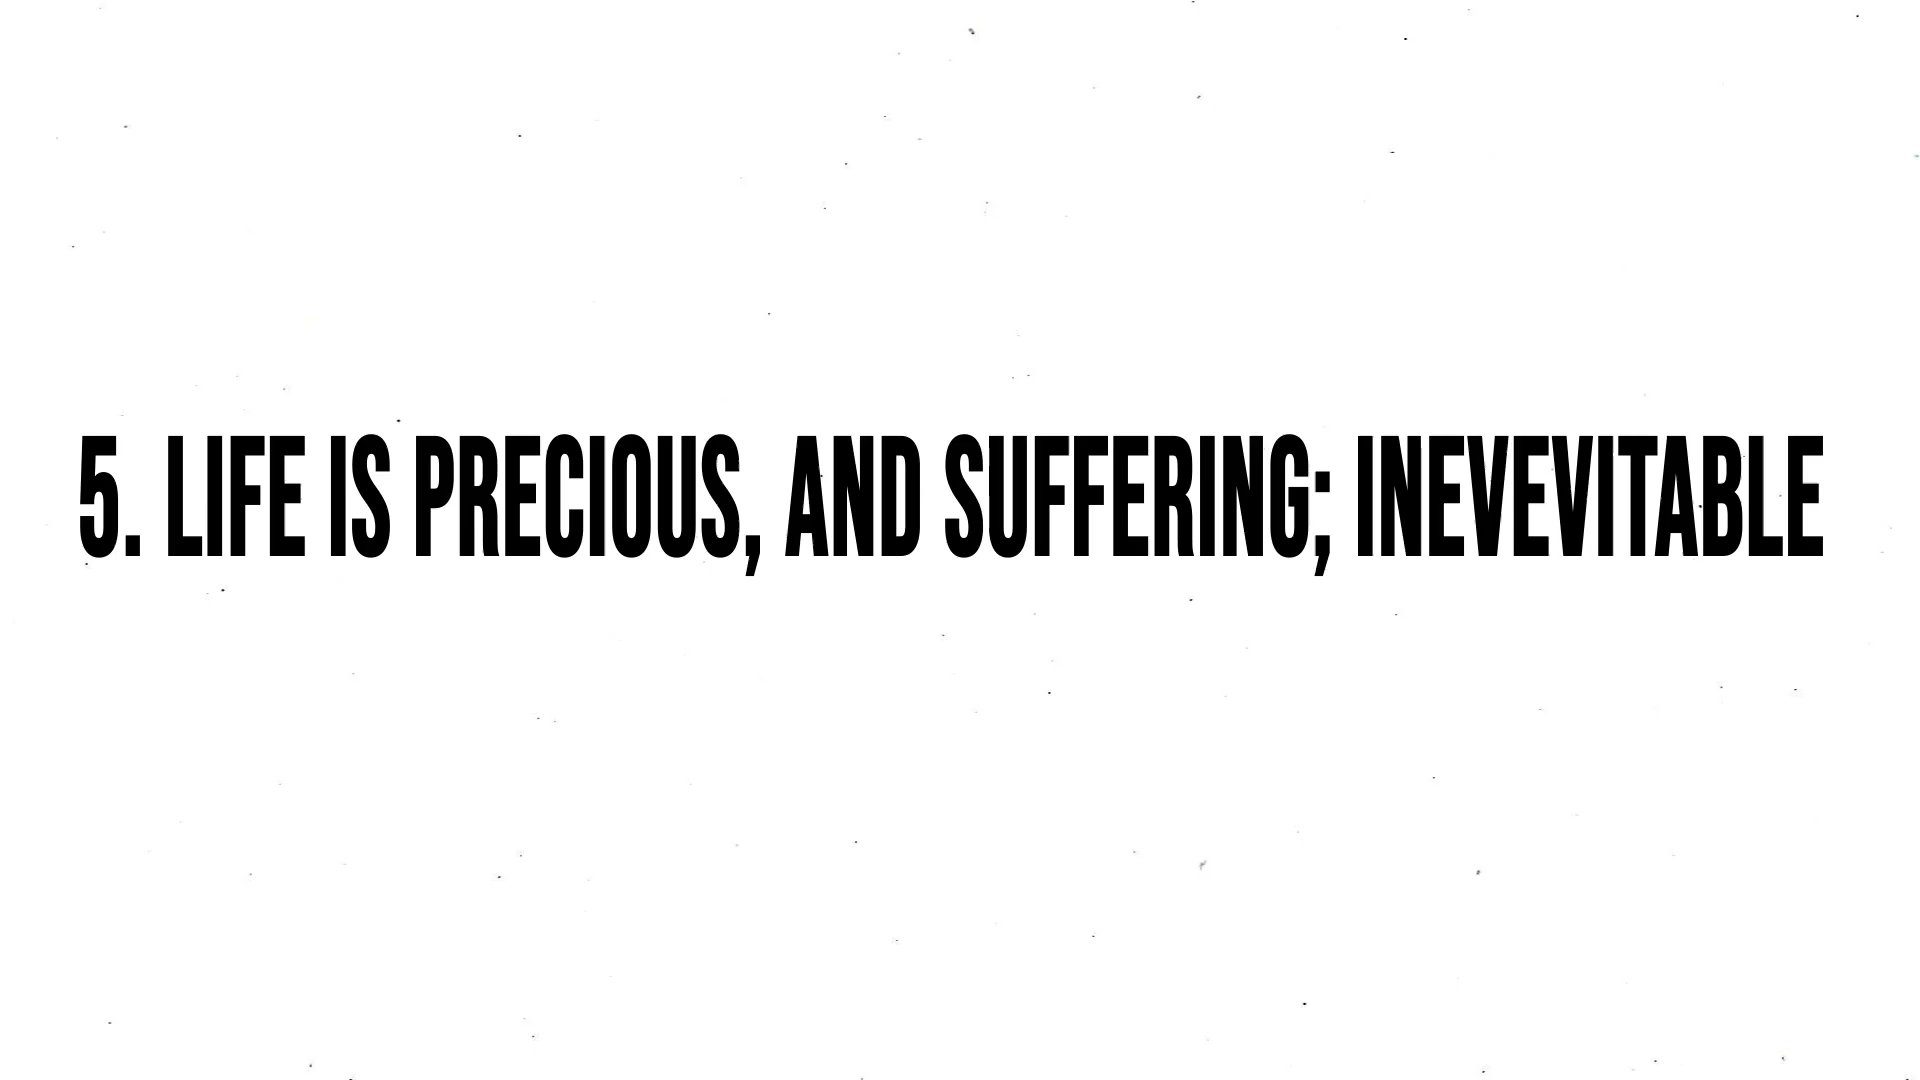 5. LIFE IS PRECIOUS, AND SUFFERING; INEVEVITABLE